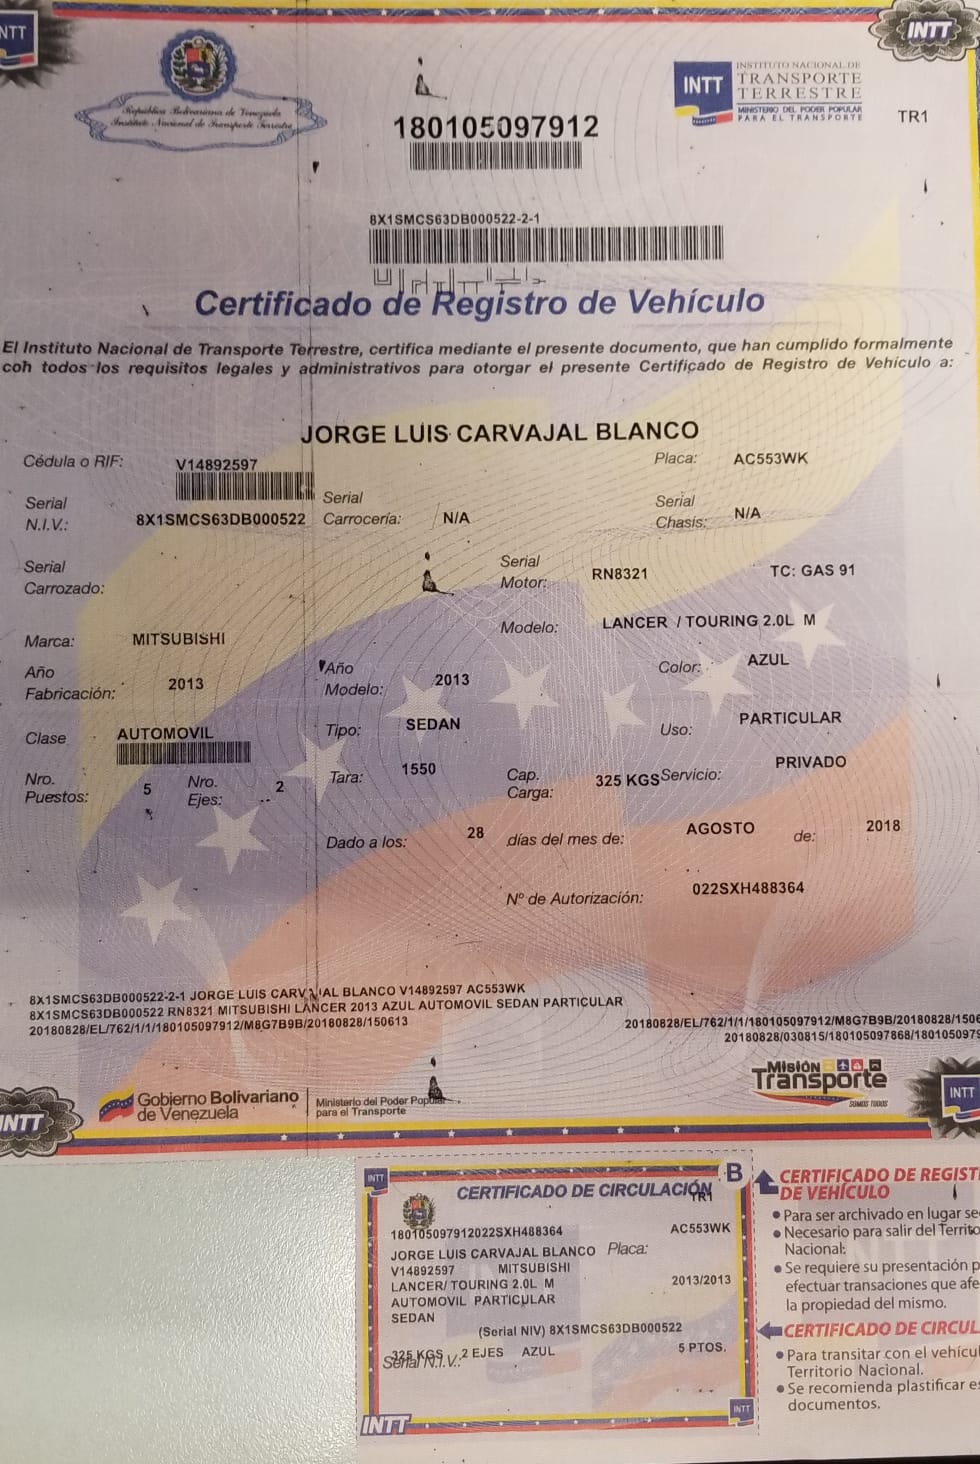 INTT
INTT
República Bolivariana de Venezuela
Instituto Nacional de Transporte Terrestre
180105097912
INTT
INSTITUTO NACIONAL DE
TRANSPORTE
TERRESTRE
MINISTERIO DEL PODER POPULAR
PARA EL TRANSPORTE
TR1
8X1SMCS63DB000522-2-1
Certificado de Registro de Vehículo
El Instituto Nacional de Transporte Terrestre, certifica mediante el presente documento, que han cumplido formalmente
con todos los requisitos legales y administrativos para otorgar el presente Certificado de Registro de Vehículo a:
JORGE LUIS CARVAJAL BLANCO
Cédula o RIF: V14892597 Placa: AC553WK
Serial N.I.V.: 8X1SMCS63DB000522 Serial Carrocería: N/A Serial Chasis: N/A
Serial Carrozado: Serial Motor: RN8321 TC: GAS 91
Marca: MITSUBISHI Modelo: LANCER / TOURING 2.0L M
Año Fabricación: 2013 Año Modelo: 2013 Color: AZUL
Clase AUTOMOVIL Tipo: SEDAN Uso: PARTICULAR
Nro. Puestos: 5 Nro. Ejes: 2 Tara: 1550 Cap. Carga: 325 KGS Servicio: PRIVADO
Dado a los: 28 días del mes de: AGOSTO de: 2018
Nº de Autorización: 022SXH488364
8X1SMCS63DB000522-2-1 JORGE LUIS CARVAJAL BLANCO V14892597 AC553WK
8X1SMCS63DB000522 RN8321 MITSUBISHI LANCER 2013 AZUL AUTOMOVIL SEDAN PARTICULAR
20180828/EL/762/1/1/180105097912/M8G7B9B/20180828/150613
20180828/EL/762/1/1/180105097912/M8G7B9B/20180828/1506
20180828/030815/180105097868/1801050979
INTT
Gobierno Bolivariano
de Venezuela
Ministerio del Poder Popular
para el Transporte
Misión
Transporte
SOMOS TODOS
INTT
INTT
CERTIFICADO DE CIRCULACIÓN
TR1
B
180105097912022SXH488364 AC553WK
JORGE LUIS CARVAJAL BLANCO Placa:
V14892597 MITSUBISHI
LANCER/ TOURING 2.0L M 2013/2013
AUTOMOVIL PARTICULAR
SEDAN
(Serial NIV) 8X1SMCS63DB000522
325 KGS 2 EJES AZUL 5 PTOS.
Serial N.I.V.:
INTT
INTT
CERTIFICADO DE REGIST
DE VEHÍCULO
Para ser archivado en lugar se
Necesario para salir del Territo
Nacional:
Se requiere su presentación p
efectuar transaciones que afe
la propiedad del mismo.
CERTIFICADO DE CIRCUL
Para transitar con el vehícul
Territorio Nacional.
Se recomienda plastificar es
documentos.